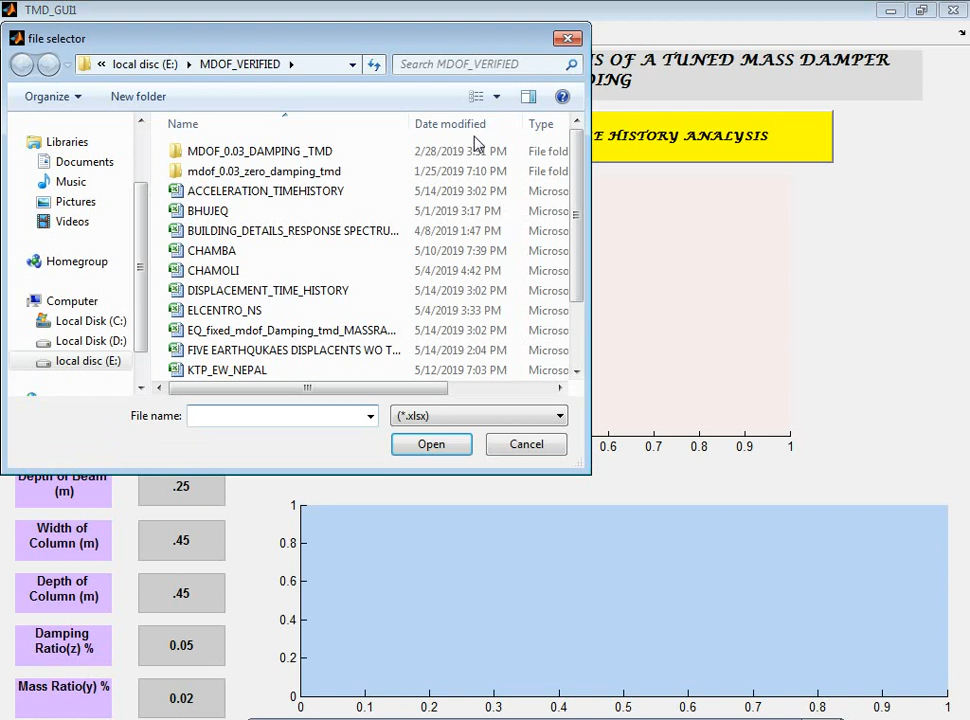 TMD_GUI1
file selector
« local disc (E:) MDOF_VERIFIED
Search MDOF_VERIFIED
Organize New folder
Name Date modified Type
Libraries
Documents
Music
Pictures
Videos
Homegroup
Computer
Local Disk (C:)
Local Disk (D:)
local disc (E:)
MDOF_0.03_DAMPING _TMD 2/28/2019 PM File fold
mdof_0.03_zero_damping_tmd 1/25/2019 7:10 PM File fold
ACCELERATION_TIMEHISTORY 5/14/2019 3:02 PM Microso
BHUJEQ 5/1/2019 3:17 PM Microso
BUILDING_DETAILS_RESPONSE SPECTRU... 4/8/2019 1:47 PM Microso
CHAMBA 5/10/2019 7:39 PM Microso
CHAMOLI 5/4/2019 4:42 PM Microso
DISPLACEMENT_TIME_HISTORY 5/14/2019 3:02 PM Microso
ELCENTRO_NS 5/4/2019 3:33 PM Microso
EQ_fixed_mdof_Damping_tmd_MASSRA... 5/14/2019 3:02 PM Microso
FIVE EARTHQUKAES DISPLACENTS WO T... 5/14/2019 2:04 PM Microso
KTP_EW_NEPAL 5/12/2019 7:03 PM Microso
File name: (*.xlsx)
Open Cancel
S OF A TUNED MASS DAMPER
DING
E HISTORY ANALYSIS
0.6 0.7 0.8 0.9 1
Depth of Beam
(m)
.25
Width of
Column (m)
.45
Depth of
Column (m)
.45
Damping
Ratio(z) %
0.05
Mass Ratio(y) %
0.02
1
0.8
0.6
0.4
0.2
0
0 0.1 0.2 0.3 0.4 0.5 0.6 0.7 0.8 0.9 1